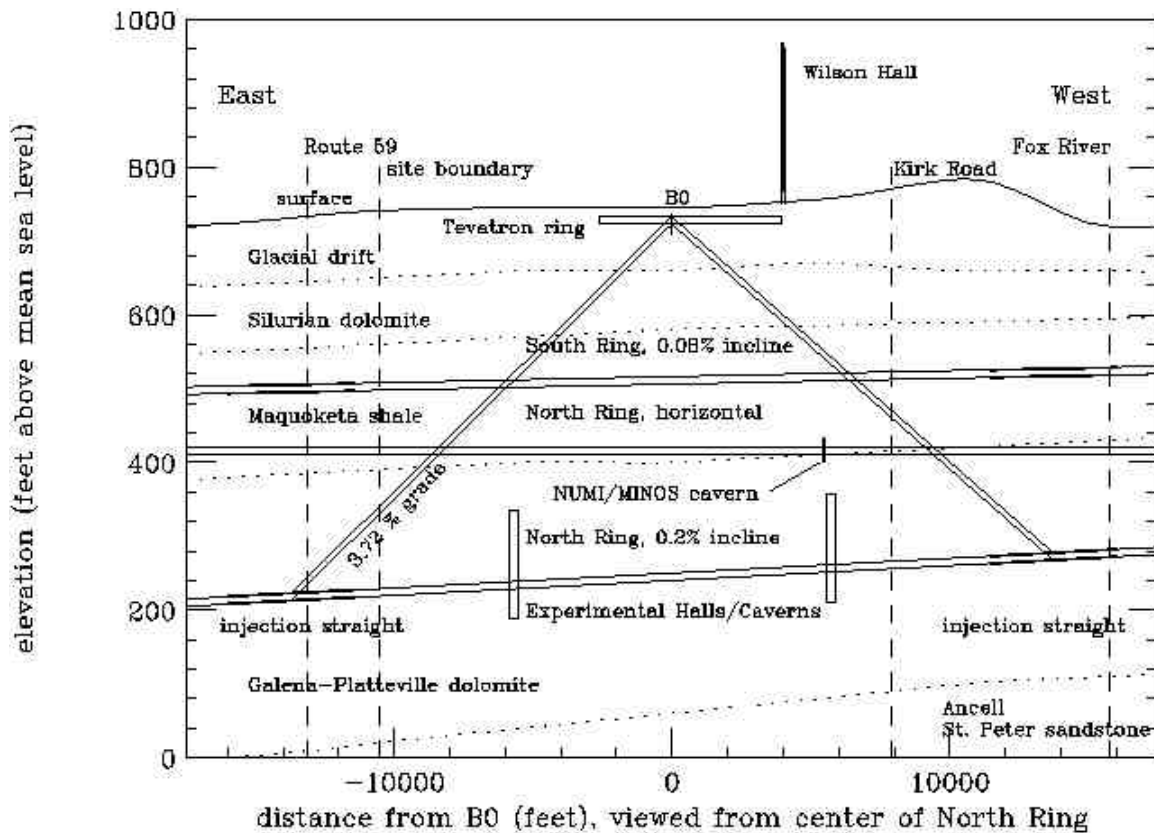 1000
Wilson Hall
East
West
elevation (feet above mean sea level)
Route 59
Fox River
800
site boundary
Kirk Road
surface
B0
Tevatron ring
Glacial drift
600
Silurian dolomite
South Ring, 0.08% incline
Maquoketa shale
North Ring, horizontal
400
3.72 % grade
NUMI/MINOS cavern
North Ring, 0.2% incline
200
Experimental Halls/Caverns
injection straight
injection straight
Galena-Platteville dolomite
Ancell
St. Peter sandstone
0
-10000
0
10000
distance from B0 (feet), viewed from center of North Ring